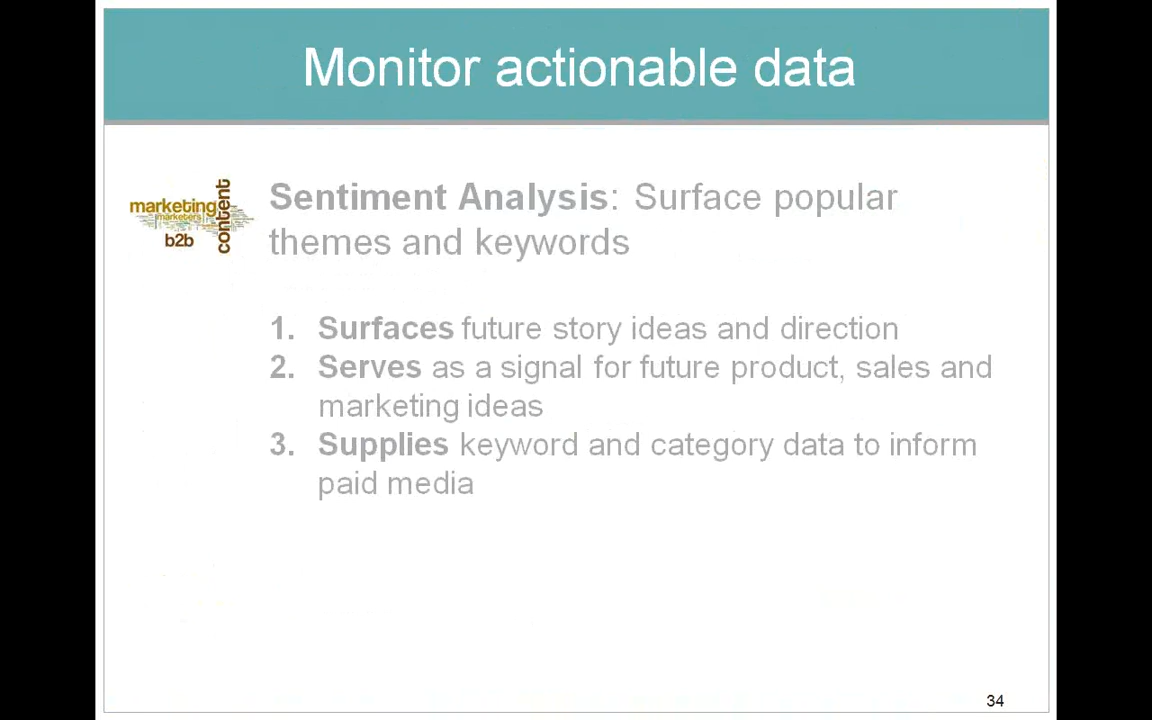 Monitor actionable data
marketing
marketers
content
b2b
Sentiment Analysis: Surface popular
themes and keywords
1. Surfaces future story ideas and direction
2. Serves as a signal for future product, sales and
marketing ideas
3. Supplies keyword and category data to inform
paid media
34